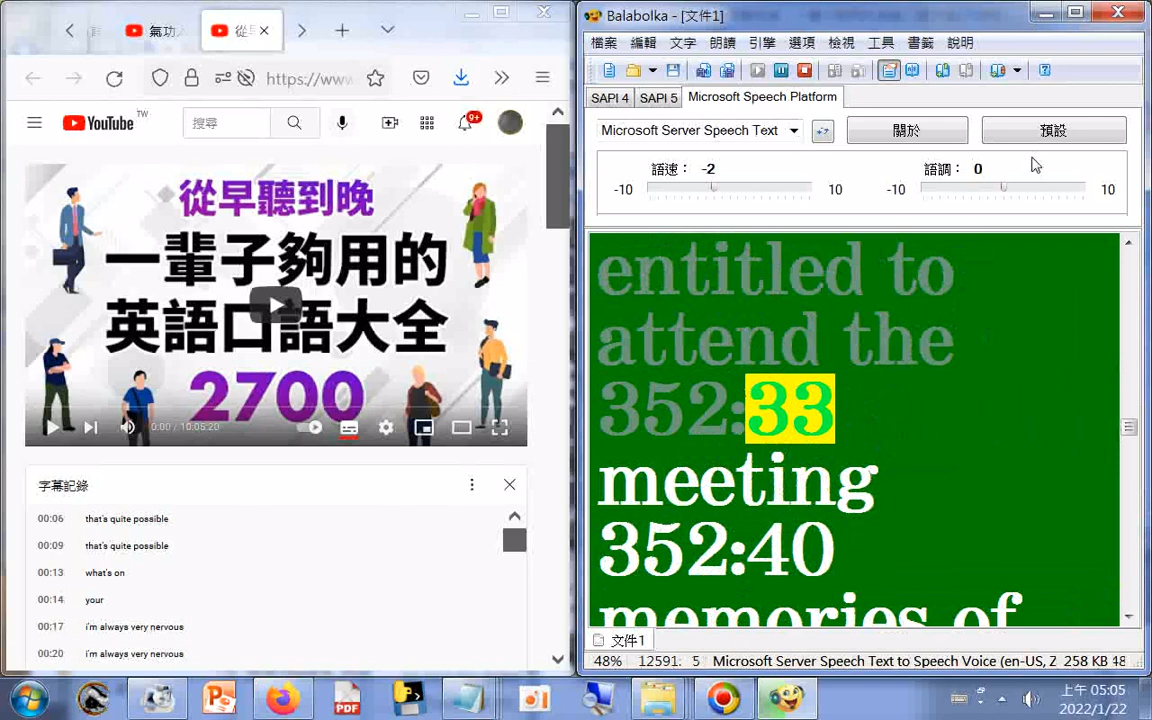 氣功
從
https://www
YouTube TW
搜尋
9+
從早聽到晚
一輩子夠用的
英語口語大全
2700
0:00 / 10:05:20
字幕記錄
00:06 that's quite possible
00:09 that's quite possible
00:13 what's on
00:14 your
00:17 i'm always very nervous
00:20 i'm always very nervous
Balabolka - [文件1]
檔案 編輯 文字 朗讀 引擎 選項 檢視 工具 書籤 說明
SAPI 4 SAPI 5 Microsoft Speech Platform
Microsoft Server Speech Text 關於 預設
語速： -2 語調： 0
-10 10 -10 10
entitled to
attend the
352:33
meeting
352:40
memories of
文件1
48% 12591. 5 Microsoft Server Speech Text to Speech Voice (en-US, Z 258 KB 48
PDF
上午 05:05
2022/1/22